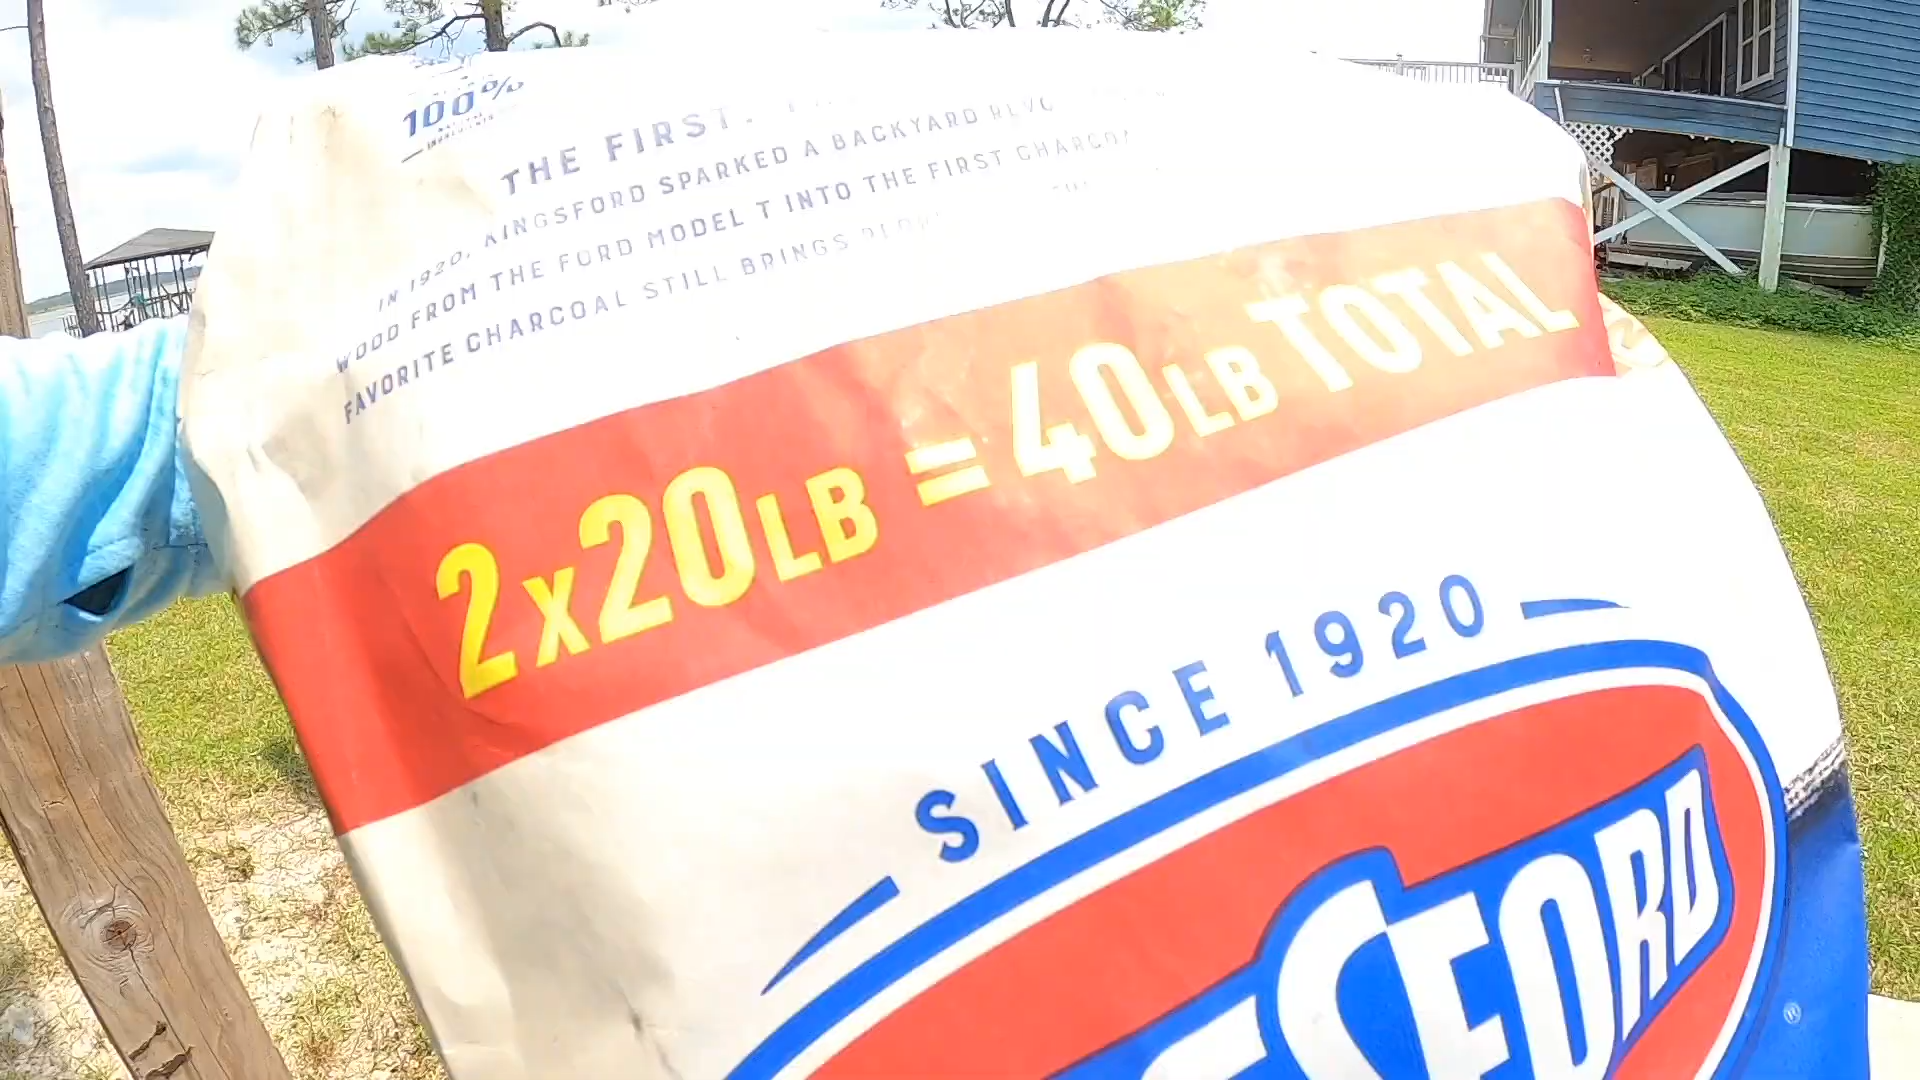 100%
THE FIRST.
IN 1920, KINGSFORD SPARKED A BACKYARD
WOOD FROM THE FORD MODEL T INTO THE FIRST
FAVORITE CHARCOAL STILL BRINGS
2x20LB = 40LB TOTAL
SINCE 1920
®